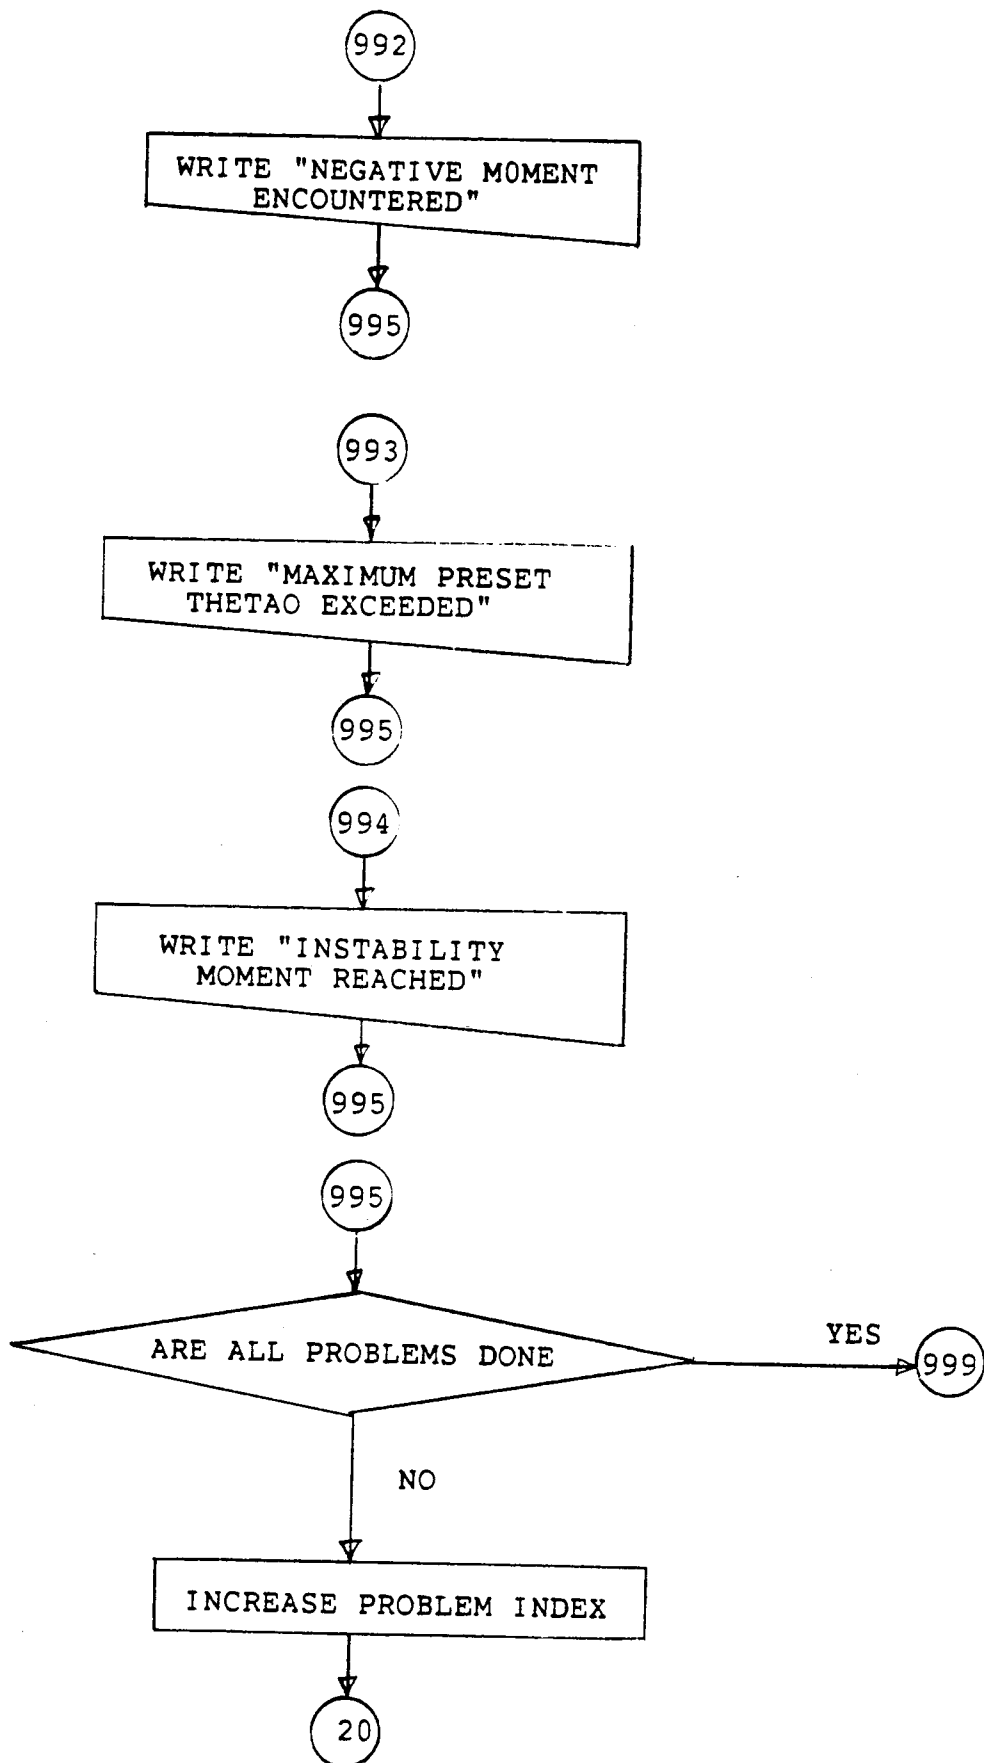 992
WRITE "NEGATIVE MOMENT
ENCOUNTERED"
995
993
WRITE "MAXIMUM PRESET
THETAO EXCEEDED"
995
994
WRITE "INSTABILITY
MOMENT REACHED"
995
995
ARE ALL PROBLEMS DONE
YES
999
NO
INCREASE PROBLEM INDEX
20